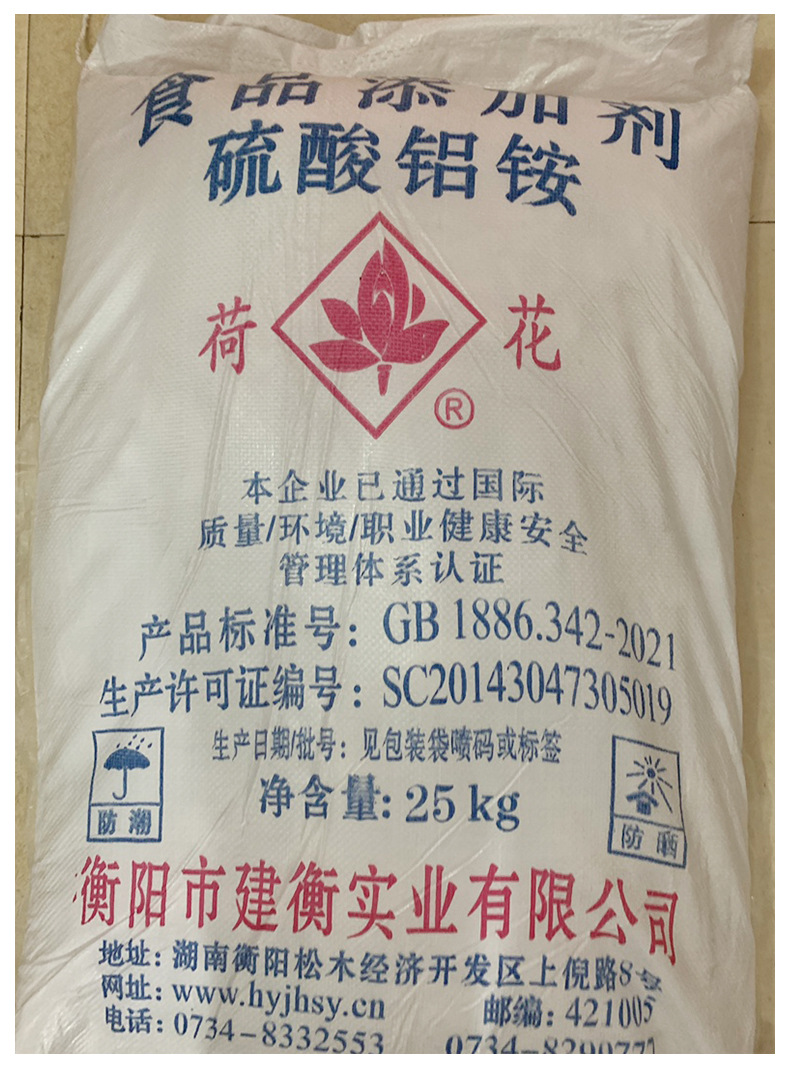 食品添加剂
硫酸铝铵
荷 花
®
本企业已通过国际
质量/环境/职业健康安全
管理体系认证
产品标准号：GB 1886.342-2021
生产许可证编号：SC20143047305019
生产日期/批号：见包装袋喷码或标签
净含量：25 kg
防潮
防晒
衡阳市建衡实业有限公司
地址：湖南衡阳松木经济开发区上倪路8号
网址：www.hyjhsy.cn 邮编：421005
电话：0734-8332553